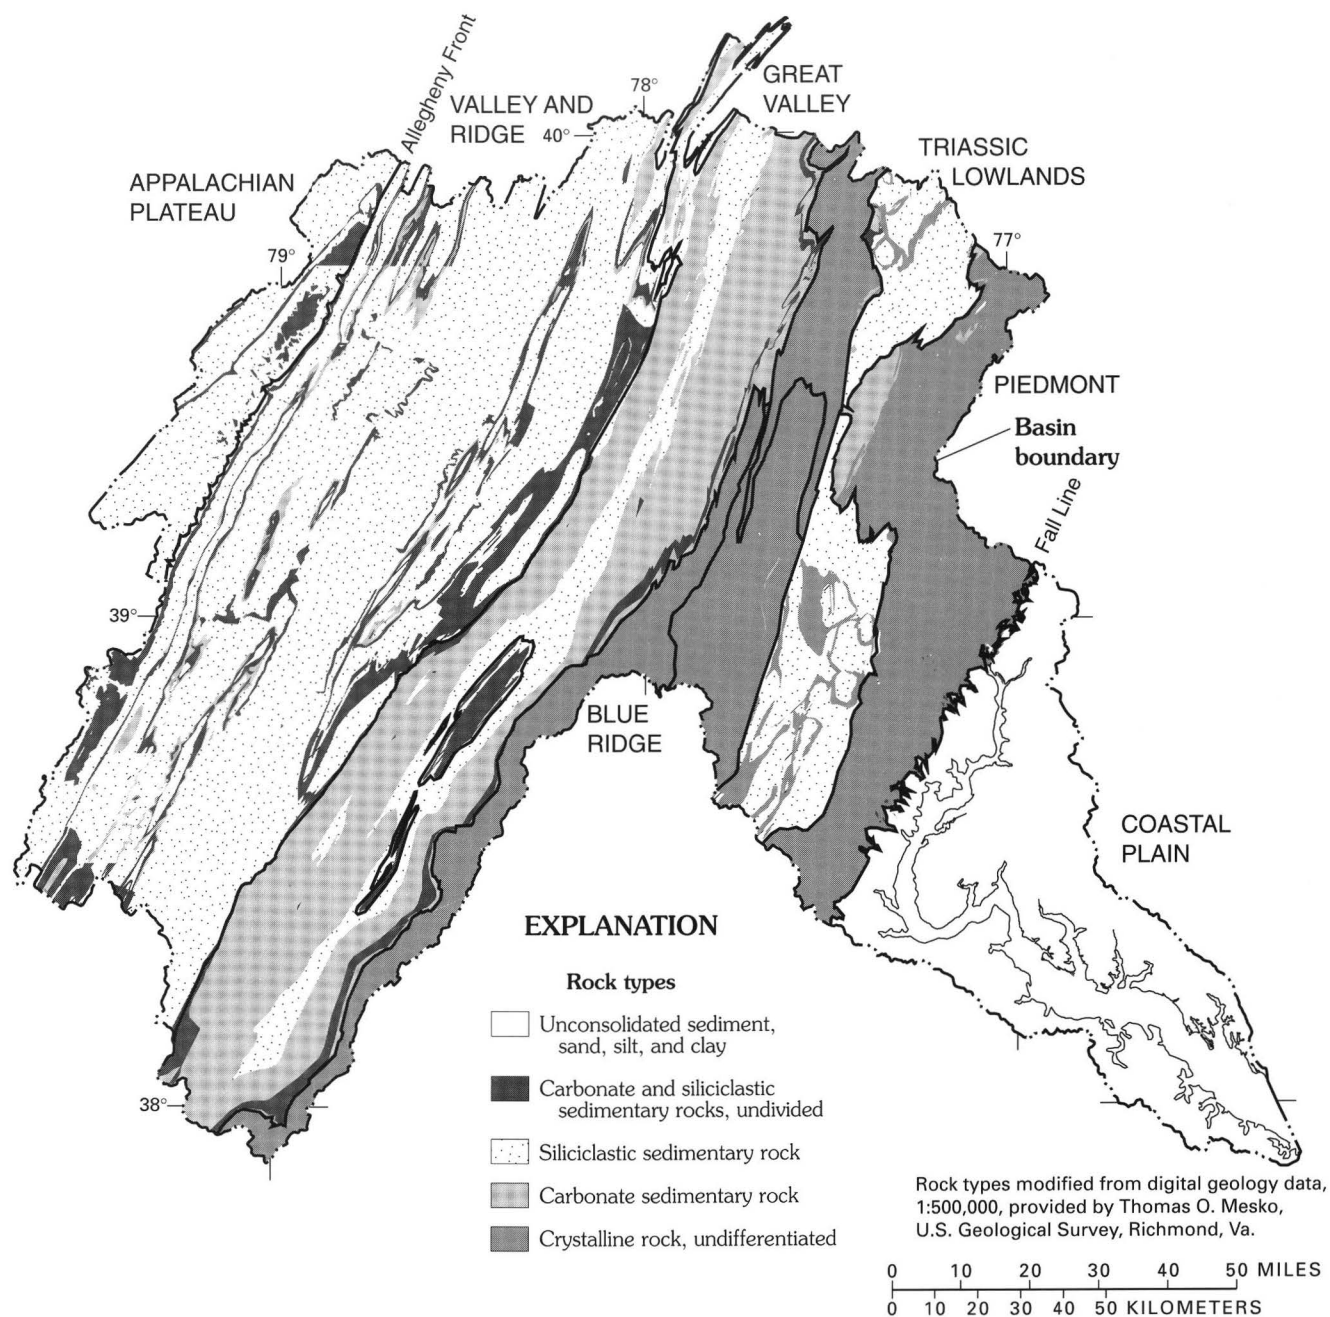 Allegheny Front
VALLEY AND
RIDGE
78°
40°
GREAT
VALLEY
TRIASSIC
LOWLANDS
APPALACHIAN
PLATEAU
79°
77°
PIEDMONT
Basin
boundary
Fall Line
39°
BLUE
RIDGE
COASTAL
PLAIN
38°
EXPLANATION
Rock types
Unconsolidated sediment,
sand, silt, and clay
Carbonate and siliciclastic
sedimentary rocks, undivided
Siliciclastic sedimentary rock
Carbonate sedimentary rock
Crystalline rock, undifferentiated
Rock types modified from digital geology data,
1:500,000, provided by Thomas O. Mesko,
U.S. Geological Survey, Richmond, Va.
0 10 20 30 40 50 MILES
0 10 20 30 40 50 KILOMETERS